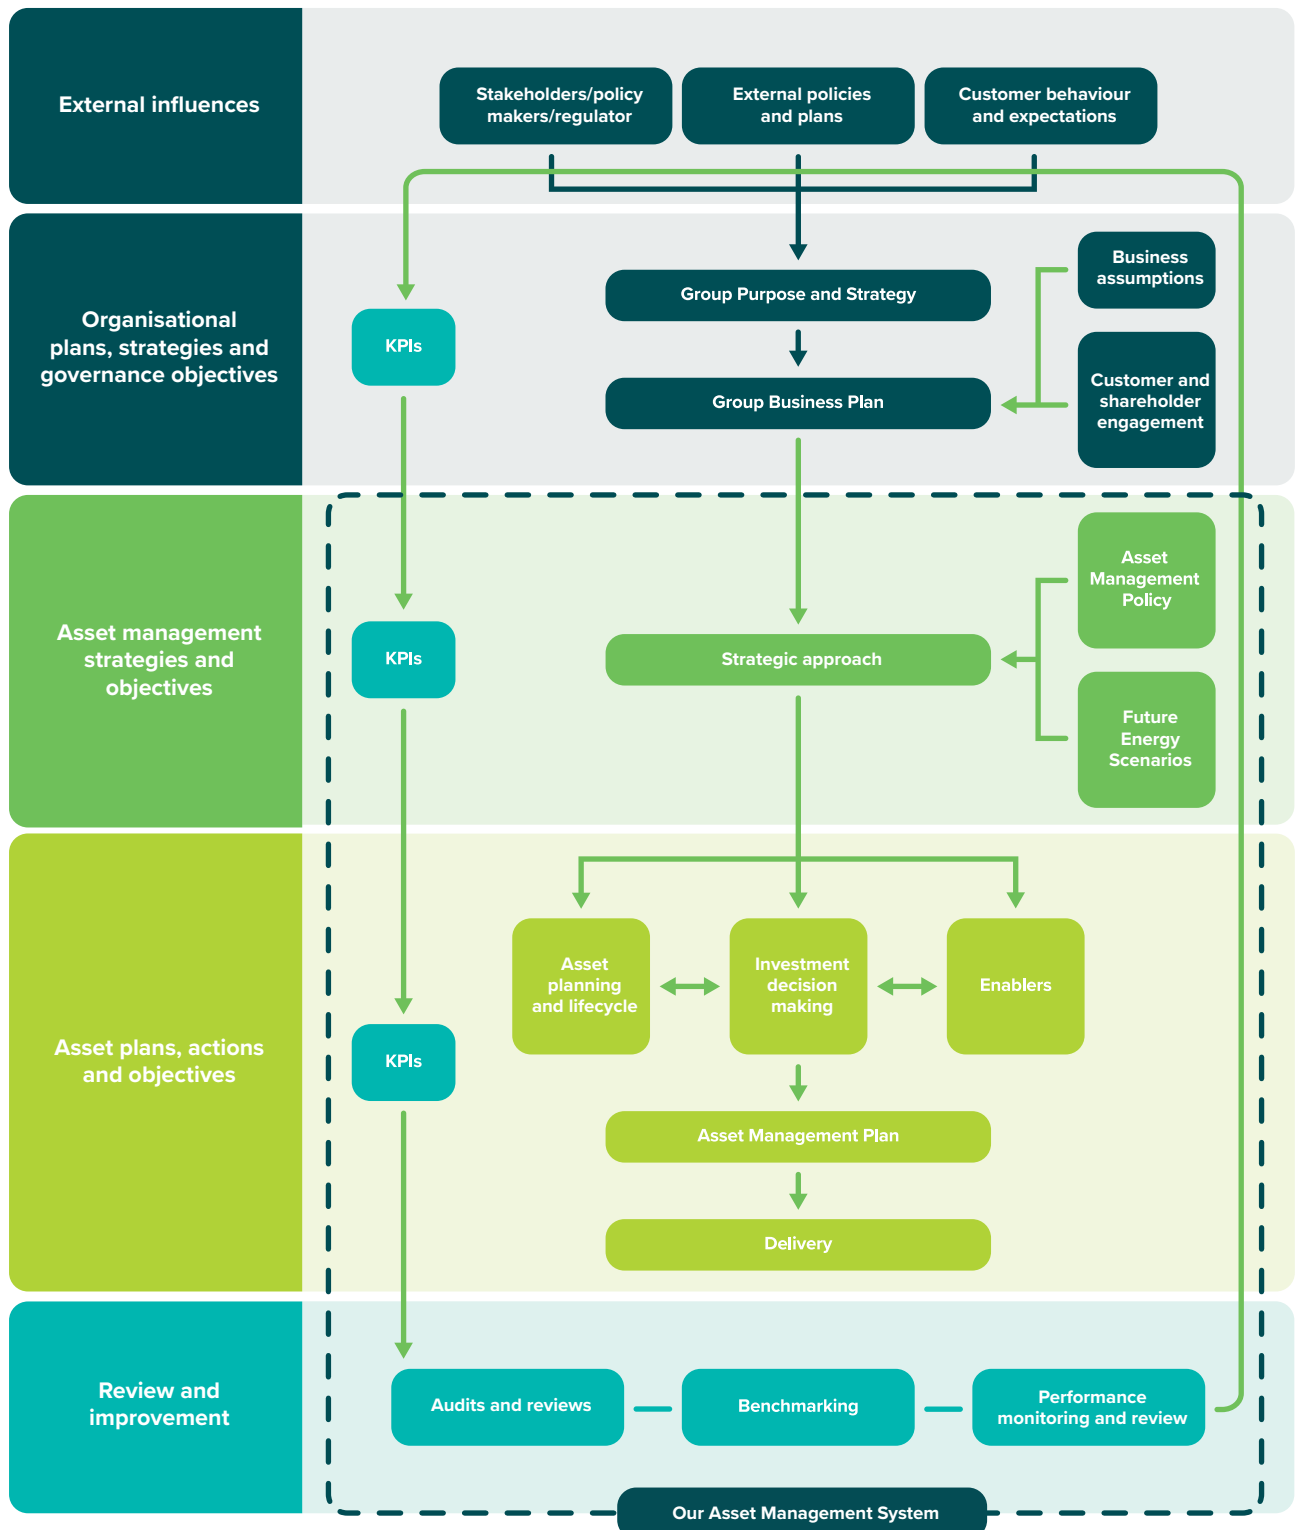 External influences
Stakeholders/policy
makers/regulator
External policies
and plans
Customer behaviour
and expectations
Organisational
plans, strategies and
governance objectives
KPIs
Group Purpose and Strategy
Group Business Plan
Business
assumptions
Customer and
shareholder
engagement
Asset management
strategies and
objectives
KPIs
Strategic approach
Asset
Management
Policy
Future
Energy
Scenarios
Asset plans, actions
and objectives
KPIs
Asset
planning
and lifecycle
Investment
decision
making
Enablers
Asset Management Plan
Delivery
Review and
improvement
Audits and reviews
Benchmarking
Performance
monitoring and review
Our Asset Management System